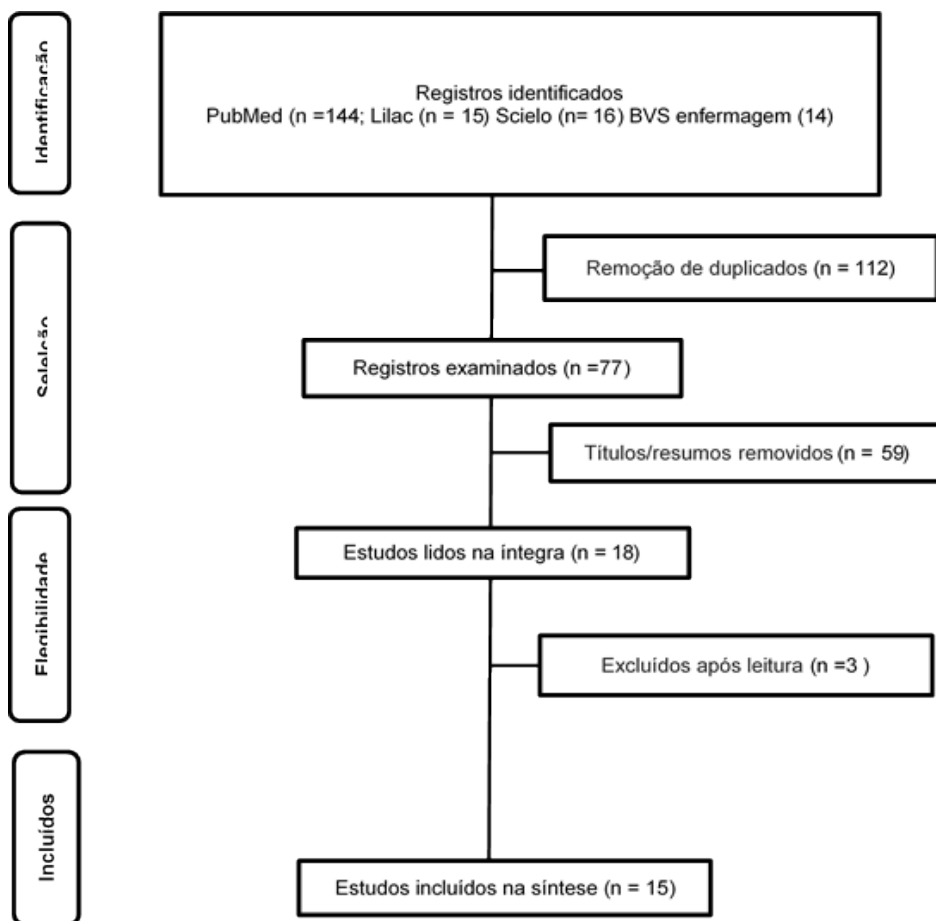 Identificação
Registros identificados
PubMed (n =144; Lilac (n = 15) Scielo (n= 16) BVS enfermagem (14)
Remoção de duplicados (n = 112)
Seleição
Registros examinados (n =77)
Títulos/resumos removidos (n = 59)
Elegibilidade
Estudos lidos na íntegra (n = 18)
Excluídos após leitura (n =3 )
Incluídos
Estudos incluídos na síntese (n = 15)